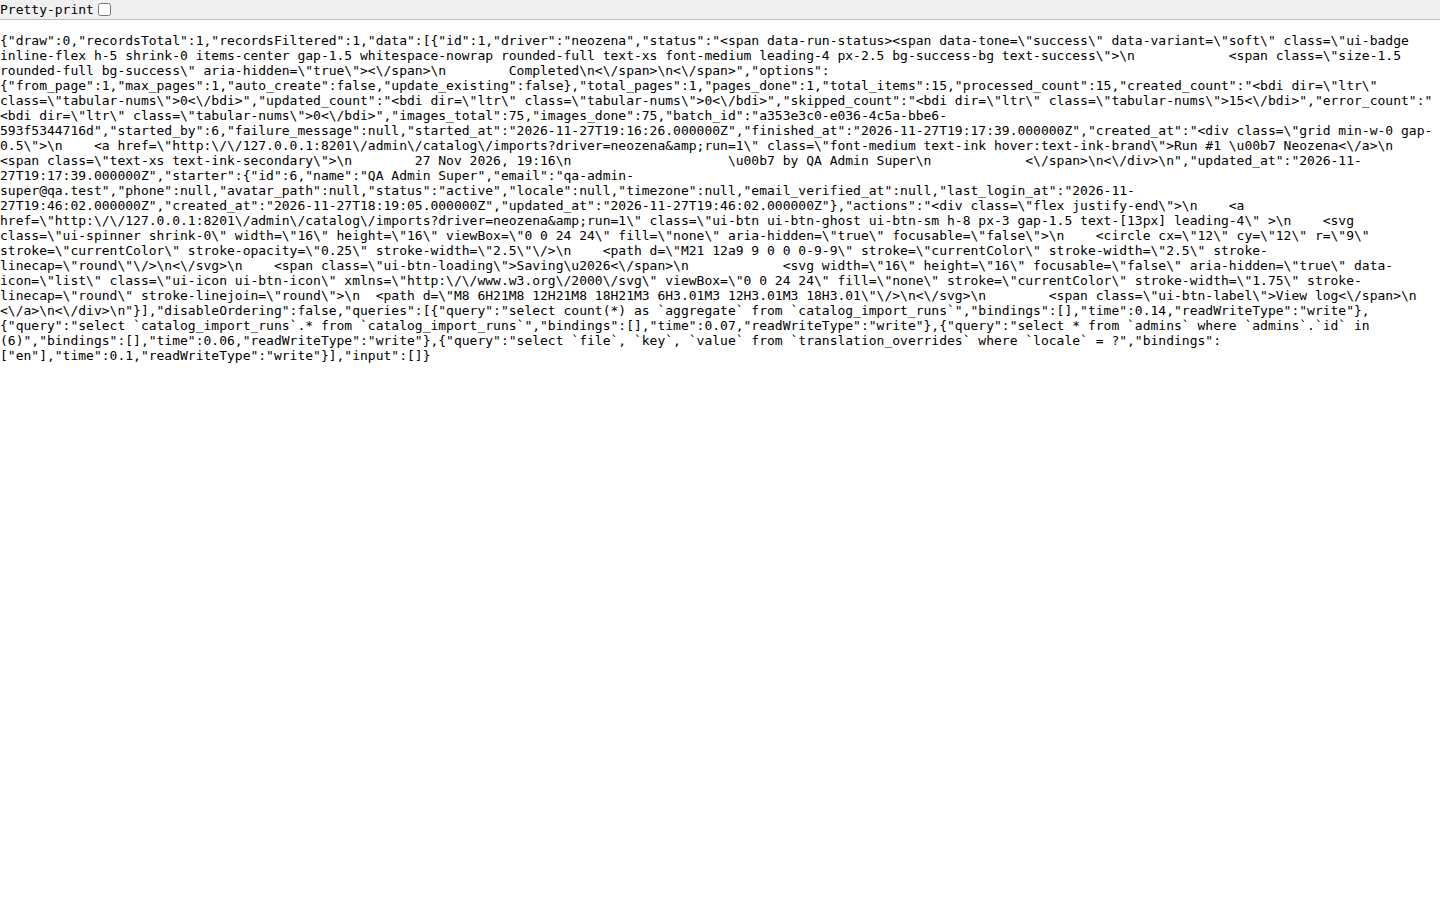 Pretty-print
{"draw":0,"recordsTotal":1,"recordsFiltered":1,"data":[{"id":1,"driver":"neozena","status":"<span data-run-status><span data-tone=\"success\" data-variant=\"soft\" class=\"ui-badge
inline-flex h-5 shrink-0 items-center gap-1.5 whitespace-nowrap rounded-full text-xs font-medium leading-4 px-2.5 bg-success-bg text-success\">\n            <span class=\"size-1.5
rounded-full bg-success\" aria-hidden=\"true\"><\/span>\n        Completed\n<\/span>\n<\/span>","options":
{"from_page":1,"max_pages":1,"auto_create":false,"update_existing":false},"total_pages":1,"pages_done":1,"total_items":15,"processed_count":15,"created_count":"<bdi dir=\"ltr\"
class=\"tabular-nums\">0<\/bdi>","updated_count":"<bdi dir=\"ltr\" class=\"tabular-nums\">0<\/bdi>","skipped_count":"<bdi dir=\"ltr\" class=\"tabular-nums\">15<\/bdi>","error_count":"
<bdi dir=\"ltr\" class=\"tabular-nums\">0<\/bdi>","images_total":75,"images_done":75,"batch_id":"a353e3c0-e036-4c5a-bbe6-
593f5344716d","started_by":6,"failure_message":null,"started_at":"2026-11-27T19:16:26.000000Z","finished_at":"2026-11-27T19:17:39.000000Z","created_at":"<div class=\"grid min-w-0 gap-
0.5\">\n    <a href=\"http:\/\/127.0.0.1:8201\/admin\/catalog\/imports?driver=neozena&amp;run=1\" class=\"font-medium text-ink hover:text-ink-brand\">Run #1 \u00b7 Neozena<\/a>\n
<span class=\"text-xs text-ink-secondary\">\n        27 Nov 2026, 19:16\n                    \u00b7 by QA Admin Super\n            <\/span>\n<\/div>\n","updated_at":"2026-11-
27T19:17:39.000000Z","starter":{"id":6,"name":"QA Admin Super","email":"qa-admin-
super@qa.test","phone":null,"avatar_path":null,"status":"active","locale":null,"timezone":null,"email_verified_at":null,"last_login_at":"2026-11-
27T19:46:02.000000Z","created_at":"2026-11-27T18:19:05.000000Z","updated_at":"2026-11-27T19:46:02.000000Z"},"actions":"<div class=\"flex justify-end\">\n    <a
href=\"http:\/\/127.0.0.1:8201\/admin\/catalog\/imports?driver=neozena&amp;run=1\" class=\"ui-btn ui-btn-ghost ui-btn-sm h-8 px-3 gap-1.5 text-[13px] leading-4\" >\n    <svg
class=\"ui-spinner shrink-0\" width=\"16\" height=\"16\" viewBox=\"0 0 24 24\" fill=\"none\" aria-hidden=\"true\" focusable=\"false\">\n    <circle cx=\"12\" cy=\"12\" r=\"9\"
stroke=\"currentColor\" stroke-opacity=\"0.25\" stroke-width=\"2.5\"\/>\n    <path d=\"M21 12a9 9 0 0 0-9-9\" stroke=\"currentColor\" stroke-width=\"2.5\" stroke-
linecap=\"round\"\/>\n<\/svg>\n    <span class=\"ui-btn-loading\">Saving\u2026<\/span>\n            <svg width=\"16\" height=\"16\" focusable=\"false\" aria-hidden=\"true\" data-
icon=\"list\" class=\"ui-icon ui-btn-icon\" xmlns=\"http:\/\/www.w3.org\/2000\/svg\" viewBox=\"0 0 24 24\" fill=\"none\" stroke=\"currentColor\" stroke-width=\"1.75\" stroke-
linecap=\"round\" stroke-linejoin=\"round\">\n  <path d=\"M8 6H21M8 12H21M8 18H21M3 6H3.01M3 12H3.01M3 18H3.01\"\/>\n<\/svg>\n        <span class=\"ui-btn-label\">View log<\/span>\n
<\/a>\n<\/div>\n"}],"disableOrdering":false,"queries":[{"query":"select count(*) as `aggregate` from `catalog_import_runs`","bindings":[],"time":0.14,"readWriteType":"write"},
{"query":"select `catalog_import_runs`.* from `catalog_import_runs`","bindings":[],"time":0.07,"readWriteType":"write"},{"query":"select * from `admins` where `admins`.`id` in
(6)","bindings":[],"time":0.06,"readWriteType":"write"},{"query":"select `file`, `key`, `value` from `translation_overrides` where `locale` = ?","bindings":
["en"],"time":0.1,"readWriteType":"write"}],"input":[]}